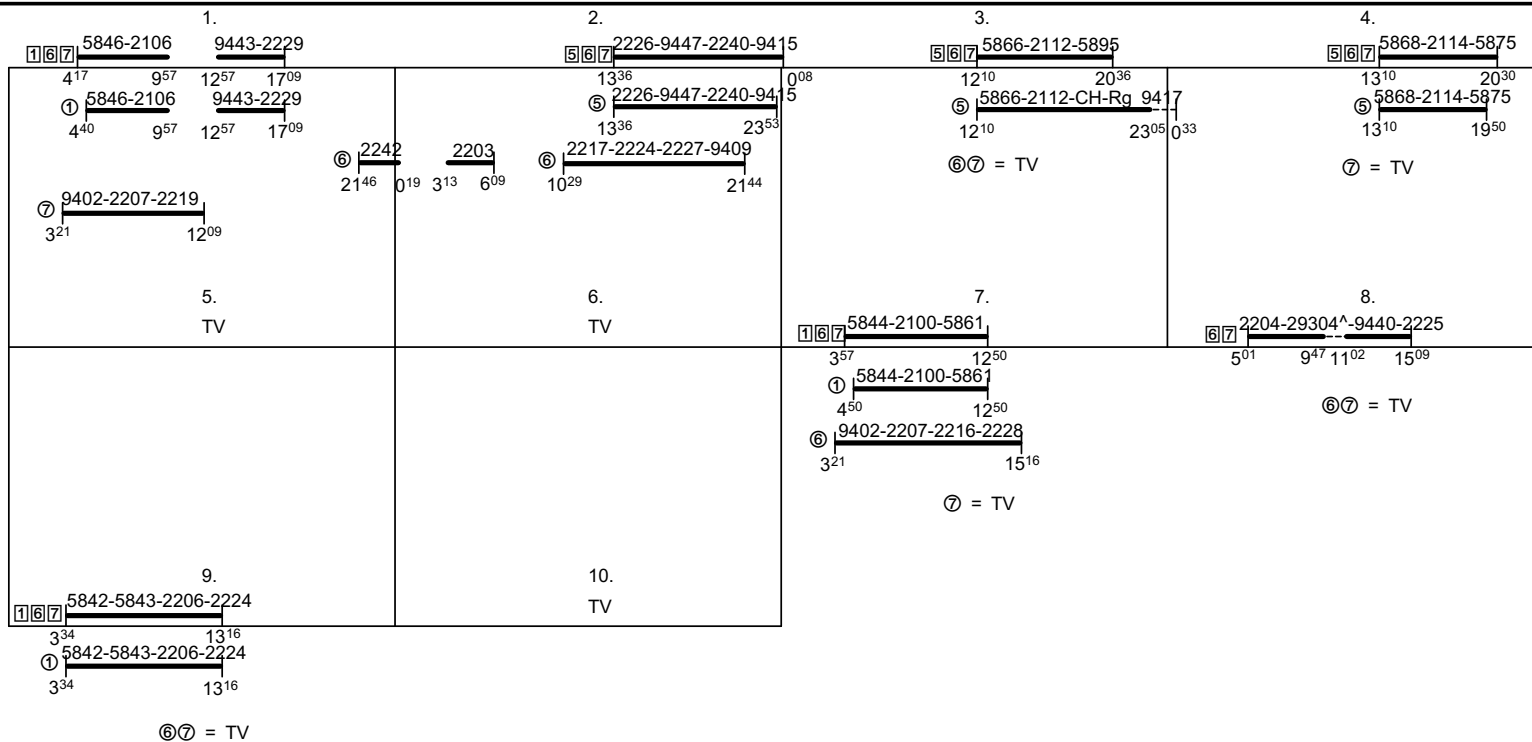 1. 2. 3. 4.
1 6 7 5846-2106 9443-2229 5 6 7 2226-9447-2240-9415 5 6 7 5866-2112-5895 5 6 7 5868-2114-5875
4¹⁷ 9⁵⁷ 12⁵⁷ 17⁰⁹ 13³⁶ 0⁰⁸ 12¹⁰ 20³⁶ 13¹⁰ 20³⁰
① 5846-2106 9443-2229 ⑤ 2226-9447-2240-9415 ⑤ 5866-2112-CH-Rg 9417 ⑤ 5868-2114-5875
4⁴⁰ 9⁵⁷ 12⁵⁷ 17⁰⁹ 13³⁶ 23⁵³ 12¹⁰ 23⁰⁵ 0³³ 13¹⁰ 19⁵⁰
⑥ 2242 2203 ⑥ 2217-2224-2227-9409 ⑥⑦ = TV ⑦ = TV
21⁴⁶ 0¹⁹ 3¹³ 6⁰⁹ 10²⁹ 21⁴⁴
⑦ 9402-2207-2219
3²¹ 12⁰⁹
5. 6. 7. 8.
TV TV
1 6 7 5844-2100-5861 6 7 2204-29304^-9440-2225
3⁵⁷ 12⁵⁰ 5⁰¹ 9⁴⁷ 11⁰² 15⁰⁹
① 5844-2100-5861
4⁵⁰ 12⁵⁰ ⑥⑦ = TV
⑥ 9402-2207-2216-2228
3²¹ 15¹⁶
⑦ = TV
9. 10.
TV
1 6 7 5842-5843-2206-2224
3³⁴ 13¹⁶
① 5842-5843-2206-2224
3³⁴ 13¹⁶
⑥⑦ = TV